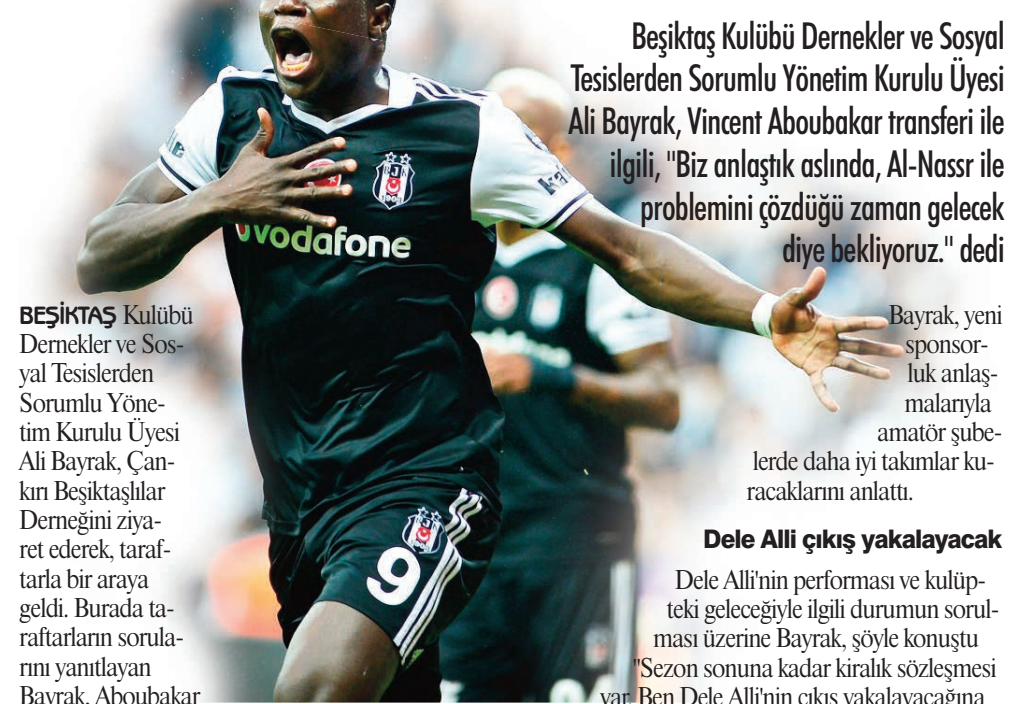 Beşiktaş Kulübü Dernekler ve Sosyal
Tesislerden Sorumlu Yönetim Kurulu Üyesi
Ali Bayrak, Vincent Aboubakar transferi ile
ilgili, "Biz anlaştık aslında, Al-Nassr ile
problemini çözdüğü zaman gelecek
diye bekliyoruz." dedi
vodafone
9
BEŞİKTAŞ Kulübü
Dernekler ve Sos-
yal Tesislerden
Sorumlu Yöne-
tim Kurulu Üyesi
Ali Bayrak, Çan-
kırı Beşiktaşlılar
Derneğini ziya-
ret ederek, taraf-
tarla bir araya
geldi. Burada ta-
raftarların sorula-
rını yanıtlayan
Bayrak, Aboubakar
Bayrak, yeni
sponsor-
luk anlaş-
malarıyla
amatör şube-
lerde daha iyi takımlar ku-
racaklarını anlattı.
Dele Alli çıkış yakalayacak
Dele Alli'nin performası ve kulüp-
teki geleceğiyle ilgili durumun sorul-
ması üzerine Bayrak, şöyle konuştu
"Sezon sonuna kadar kiralık sözleşmesi
var. Ben Dele Alli'nin çıkış yakalayacağına